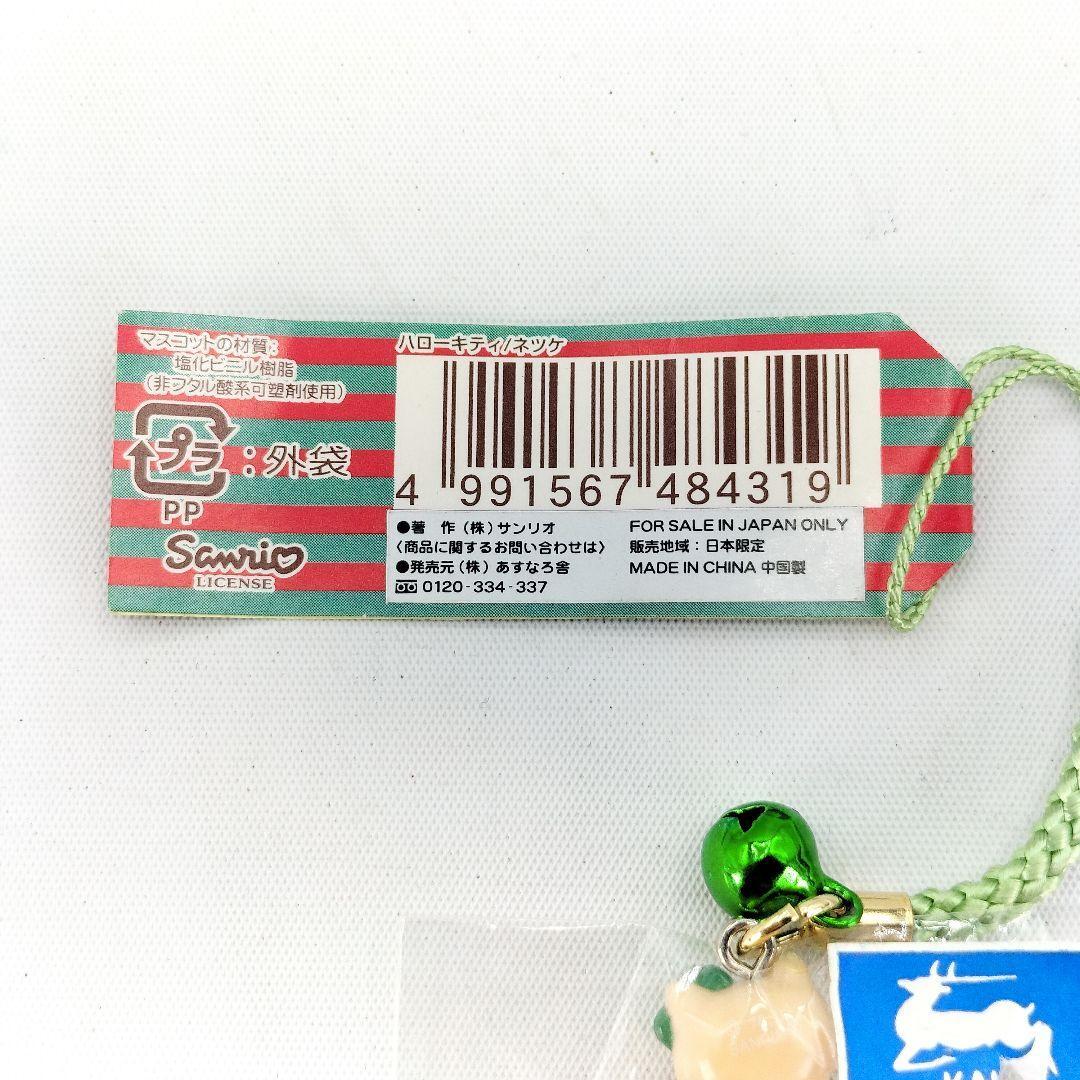 マスコットの材質:
塩化ビニル樹脂
（非フタル酸系可塑剤使用）
プラ
:外袋
PP
Sanrio
LICENSE
ハローキティ/ネツケ
4 991567 484319
●著 作（株）サンリオ
〈商品に関するお問い合わせは〉
●発売元（株）あすなろ舎
0120-334-337
FOR SALE IN JAPAN ONLY
販売地域：日本限定
MADE IN CHINA 中国製